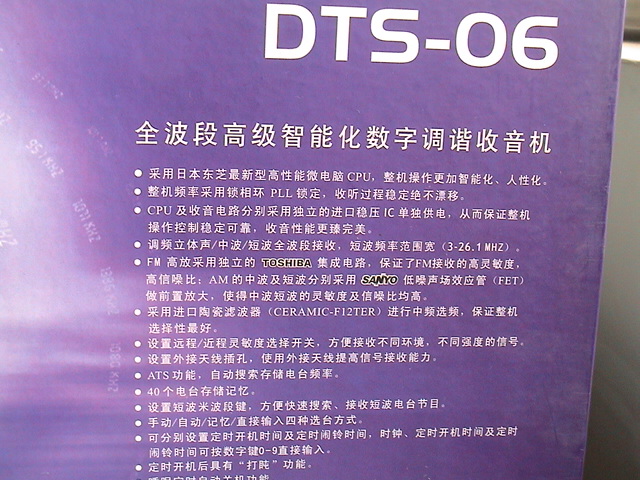 DTS-06
全波段高级智能化数字调谐收音机
● 采用日本东芝最新型高性能微电脑CPU，整机操作更加智能化、人性化。
● 整机频率采用锁相环 PLL 锁定，收听过程稳定绝不漂移。
● CPU 及收音电路分别采用独立的进口稳压 IC 单独供电，从而保证整机
操作控制稳定可靠，收音性能更臻完美。
● 调频立体声/中波/短波全波段接收，短波频率范围宽（3-26.1MHZ）。
● FM 高放采用独立的 TOSHIBA 集成电路，保证了FM接收的高灵敏度，
高信噪比；AM的中波及短波分别采用 SANYO 低噪声场效应管（FET）
做前置放大，使得中波短波的灵敏度及信噪比均高。
● 采用进口陶瓷滤波器（CERAMIC-F12TER）进行中频选频，保证整机
选择性最好。
● 设置远程/近程灵敏度选择开关，方便接收不同环境，不同强度的信号。
● 设置外接天线插孔，使用外接天线提高信号接收能力。
● ATS功能，自动搜索存储电台频率。
● 40个电台存储记忆。
● 设置短波米波段键，方便快速搜索、接收短波电台节目。
● 手动/自动/记忆/直接输入四种选台方式。
● 可分别设置定时开机时间及定时闹铃时间，时钟、定时开机时间及定时
闹铃时间可按数字键0-9直接输入。
● 定时开机后具有“打盹”功能。